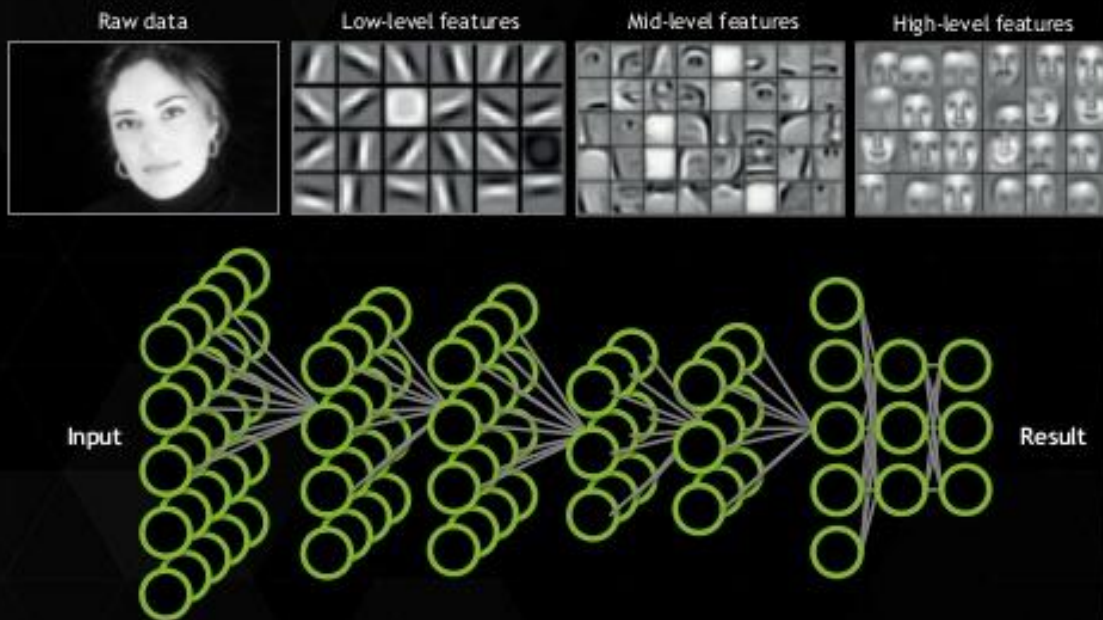 Raw data
Low-level features
Mid-level features
High-level features
Input
Result